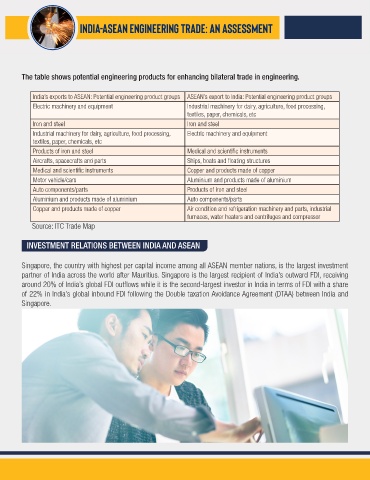 INDIA-ASEAN ENGINEERING TRADE: AN ASSESSMENT
The table shows potential engineering products for enhancing bilateral trade in engineering.
India's exports to ASEAN: Potential engineering product groups
ASEAN's export to India: Potential engineering product groups
Electric machinery and equipment
Industrial machinery for dairy, agriculture, food processing,
textiles, paper, chemicals, etc
Iron and steel
Iron and steel
Industrial machinery for dairy, agriculture, food processing,
textiles, paper, chemicals, etc
Electric machinery and equipment
Products of iron and steel
Medical and scientific instruments
Aircrafts, spacecrafts and parts
Ships, boats and floating structures
Medical and scientific instruments
Copper and products made of copper
Motor vehicle/cars
Aluminium and products made of aluminium
Auto components/parts
Products of iron and steel
Aluminium and products made of aluminium
Auto components/parts
Copper and products made of copper
Air condition and refrigeration machinery and parts, industrial
furnaces, water heaters and centrifuges and compressor
Source: ITC Trade Map
INVESTMENT RELATIONS BETWEEN INDIA AND ASEAN
Singapore, the country with highest per capital income among all ASEAN member nations, is the largest investment
partner of India across the world after Mauritius. Singapore is the largest recipient of India's outward FDI, receiving
around 20% of India's global FDI outflows while it is the second-largest investor in India in terms of FDI with a share
of 22% in India's global inbound FDI following the Double taxation Avoidance Agreement (DTAA) between India and
Singapore.